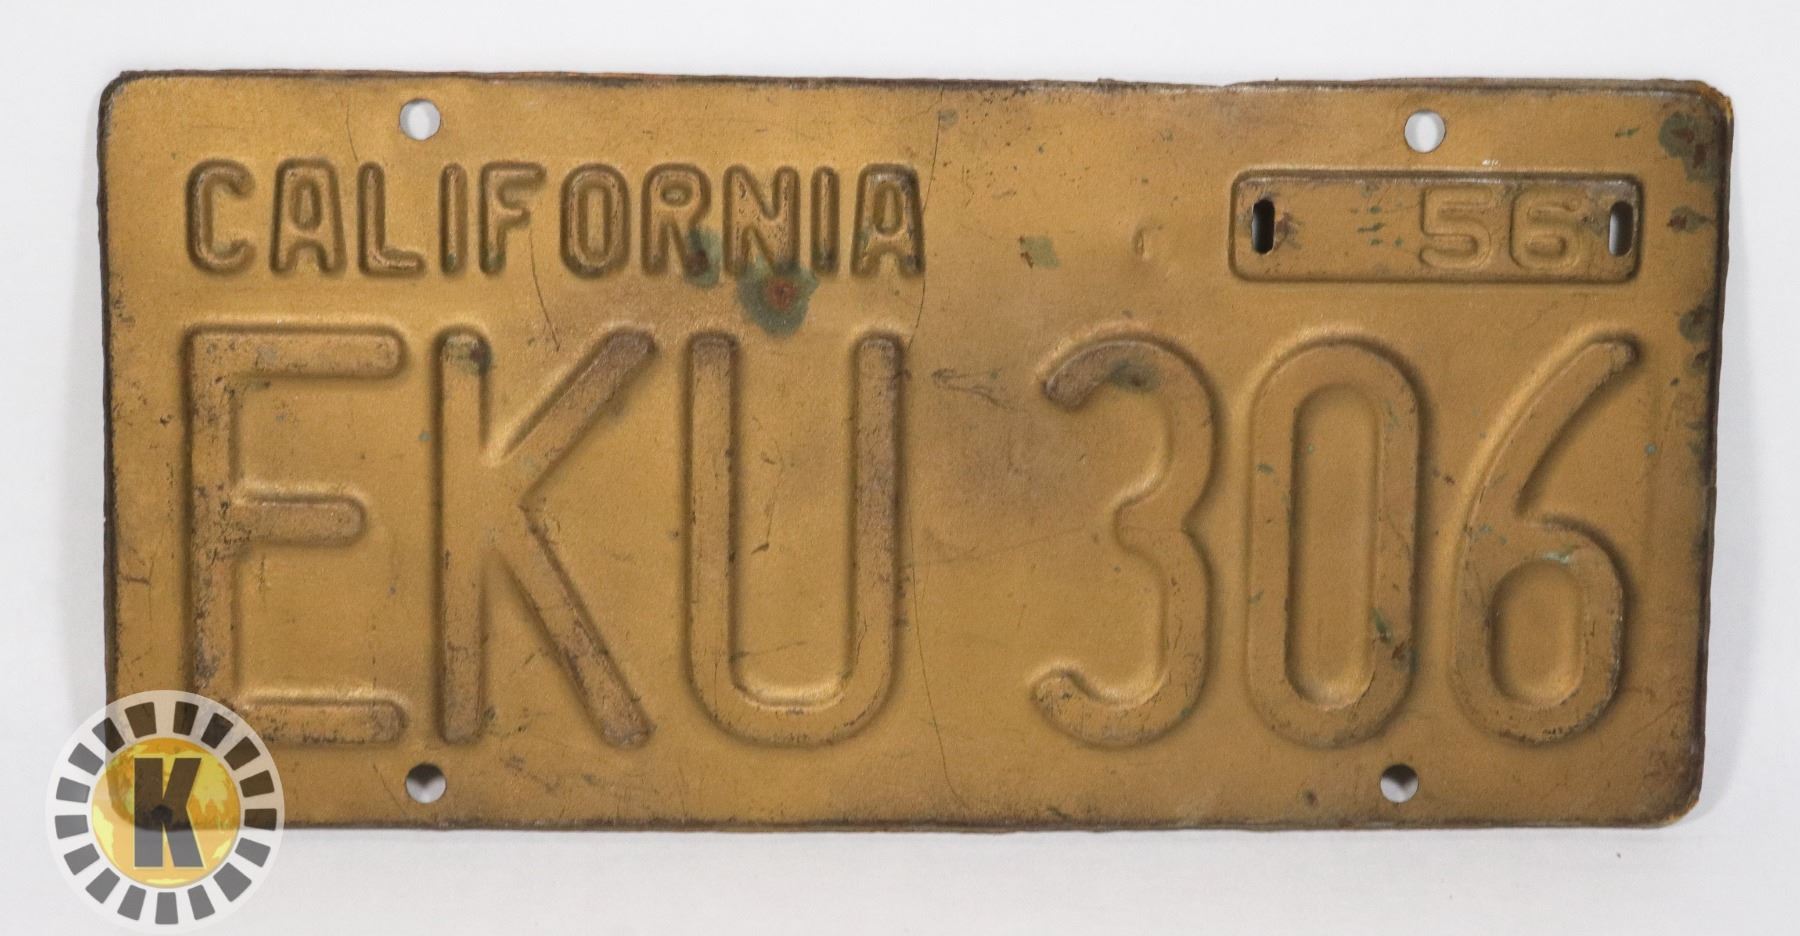 CALIFORNIA 56
EKU 306
K